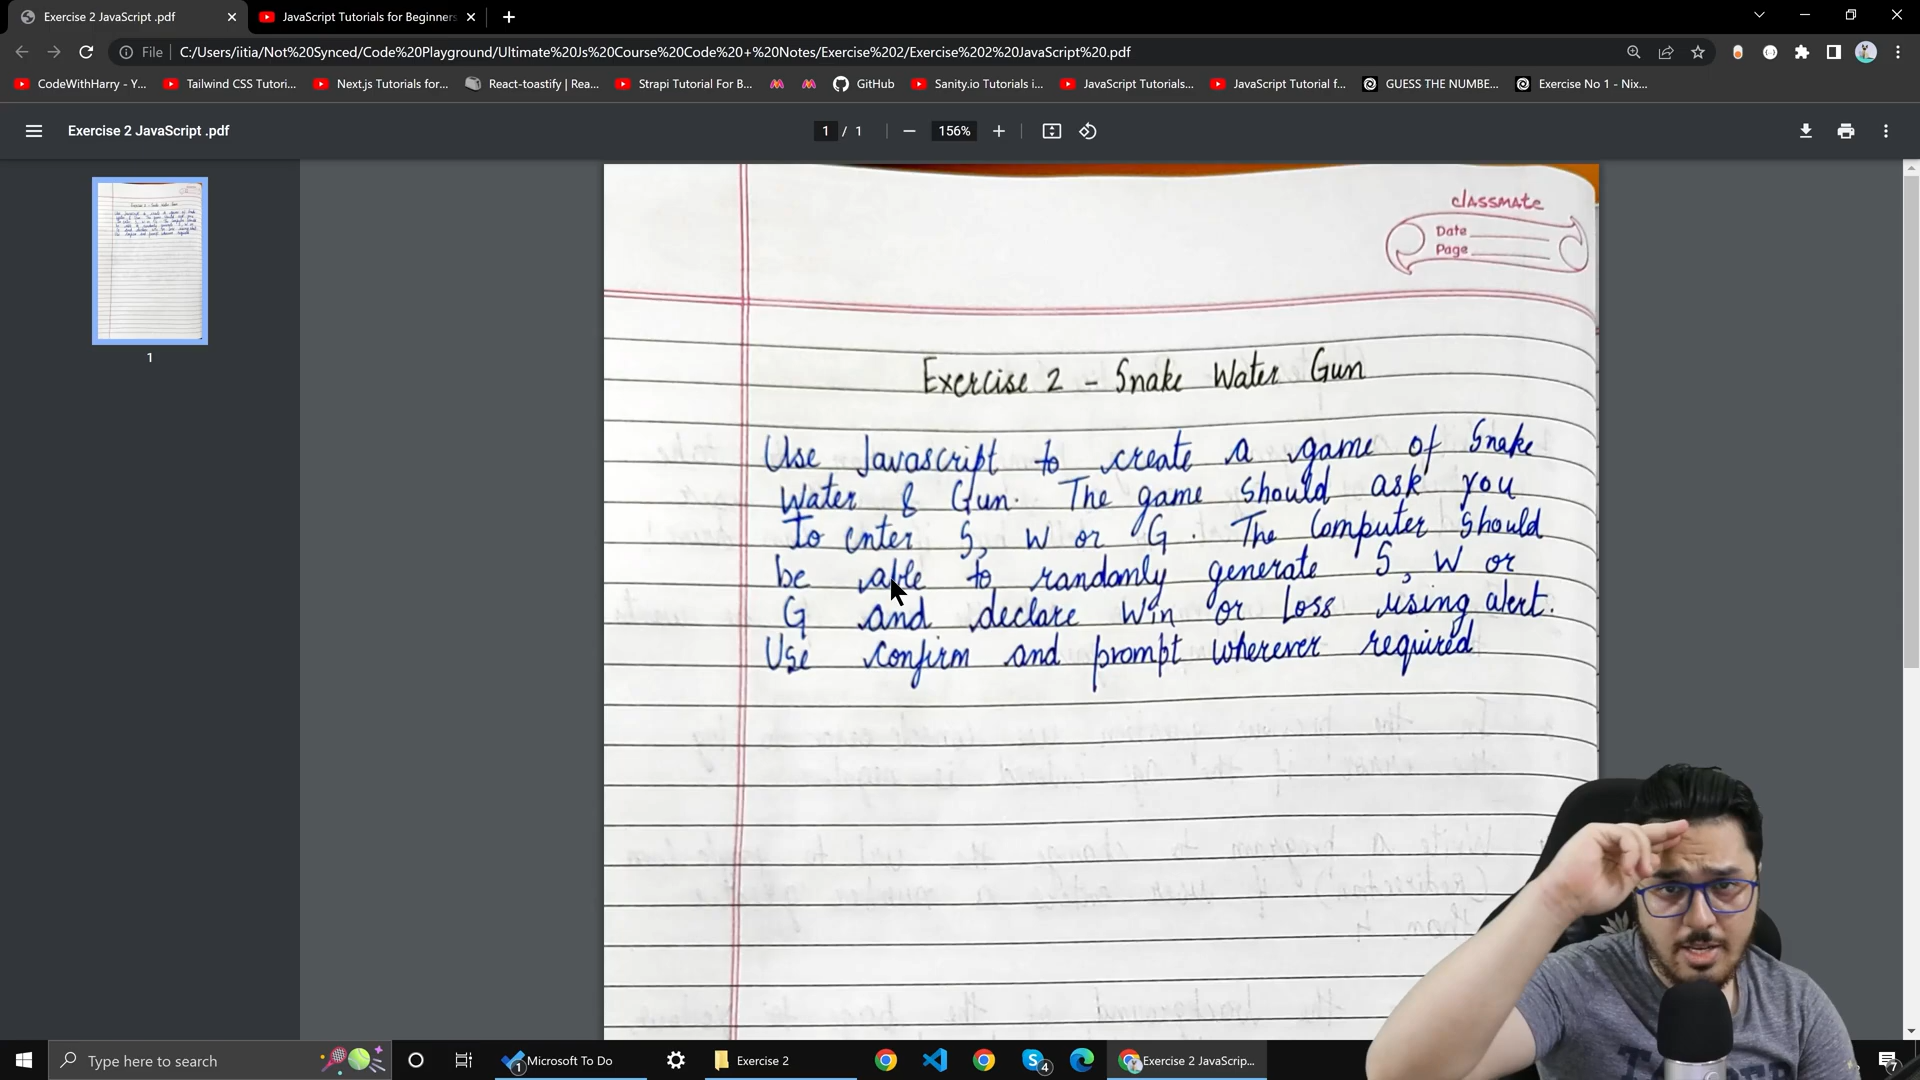 Exercise 2 JavaScript .pdf
JavaScript Tutorials for Beginners
File C:/Users/iitia/Not%20Synced/Code%20Playground/Ultimate%20Js%20Course%20Code%20+%20Notes/Exercise%202/Exercise%202%20JavaScript%20.pdf
CodeWithHarry - Y... Tailwind CSS Tutori... Next.js Tutorials for... React-toastify | Rea... Strapi Tutorial For B... GitHub Sanity.io Tutorials i... JavaScript Tutorials... JavaScript Tutorial f... GUESS THE NUMBE... Exercise No 1 - Nix...
Exercise 2 JavaScript .pdf 1 / 1 156%
1
classmate
Date
Page
Exercise 2 - Snake Water Gun
Use Javascript to create a game of Snake
Water & Gun. The game should ask you
To enter S, W or G. The Computer should
be able to randomly generate S, W or
G and declare Win or Loss using alert.
Use confirm and prompt wherever required
Type here to search Microsoft To Do 1 Exercise 2 4 Exercise 2 JavaScrip... 7